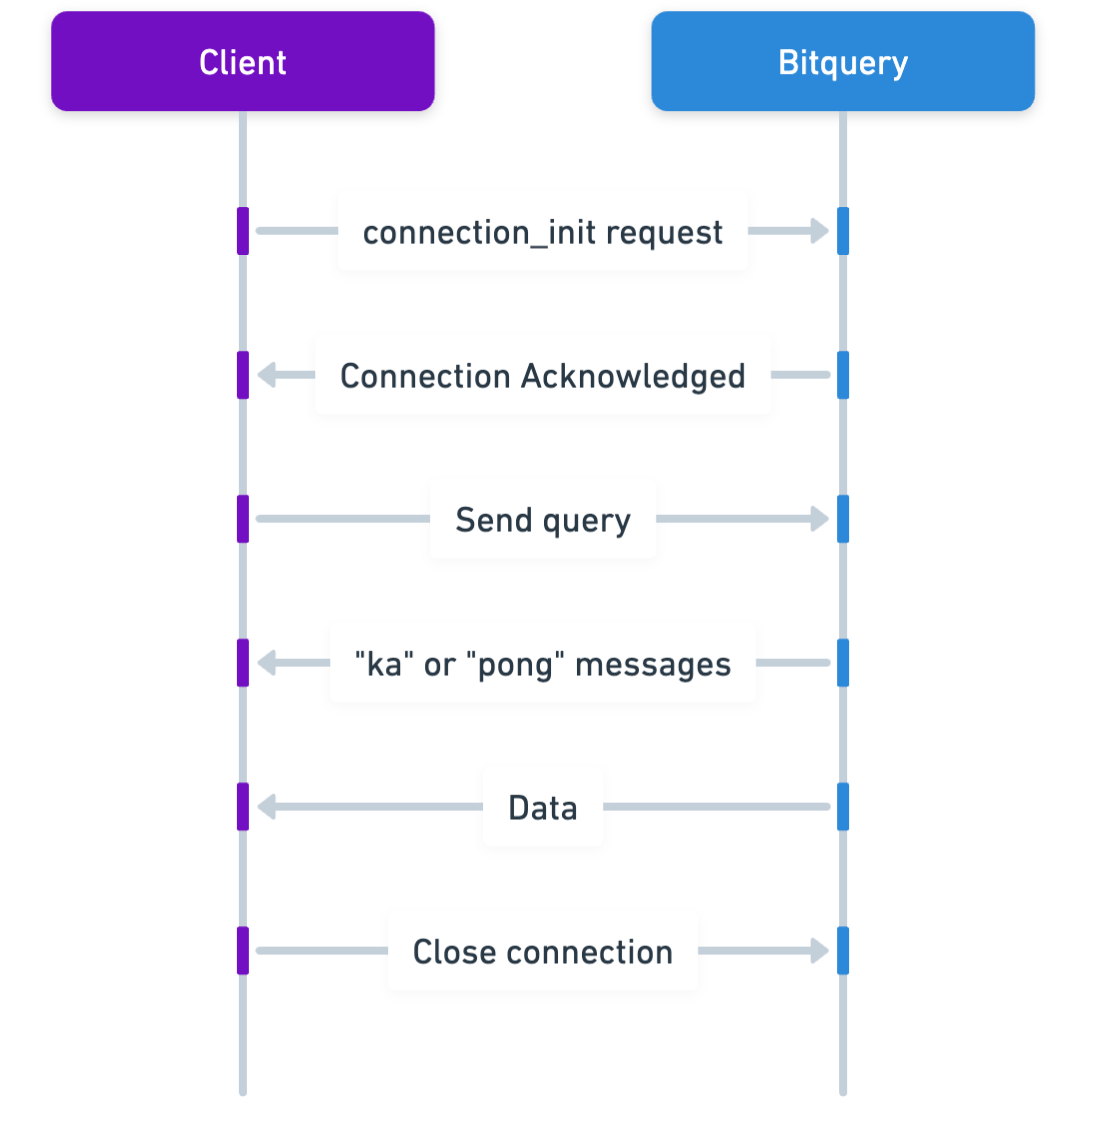 Client
Bitquery
connection_init request
Connection Acknowledged
Send query
"ka" or "pong" messages
Data
Close connection